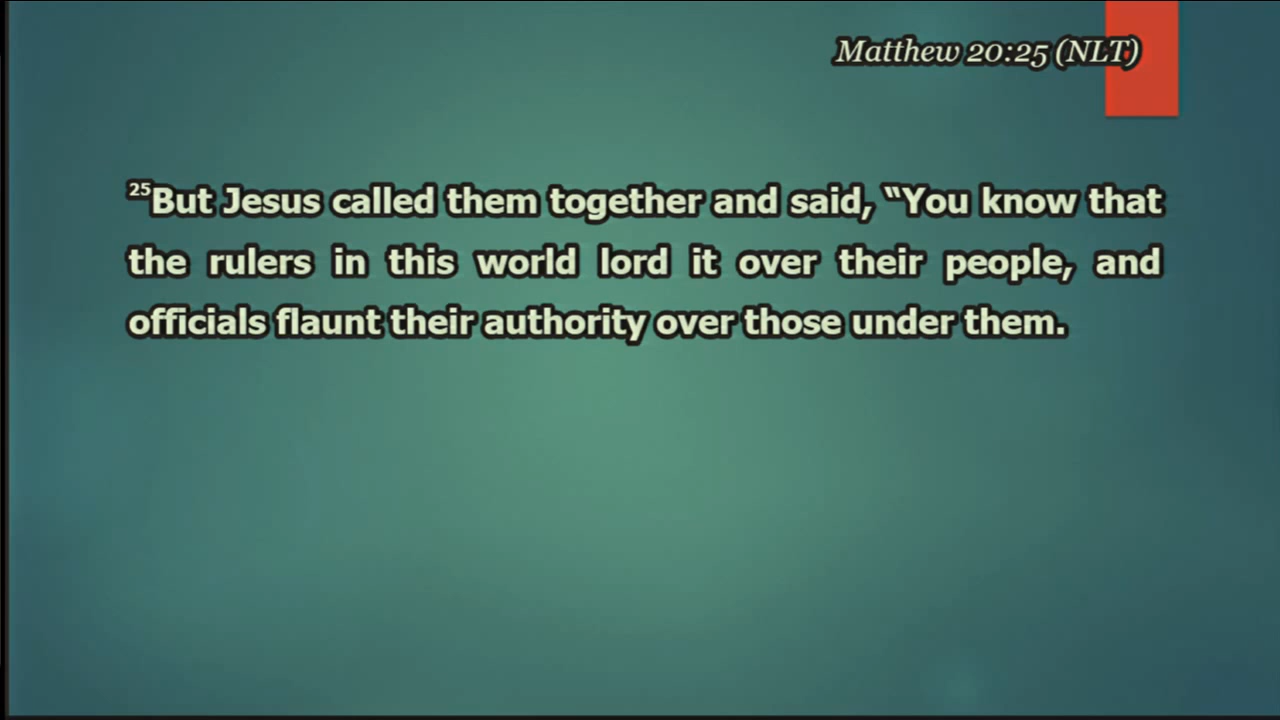 Matthew 20:25 (NLT)
25But Jesus called them together and said, “You know that
the rulers in this world lord it over their people, and
officials flaunt their authority over those under them.